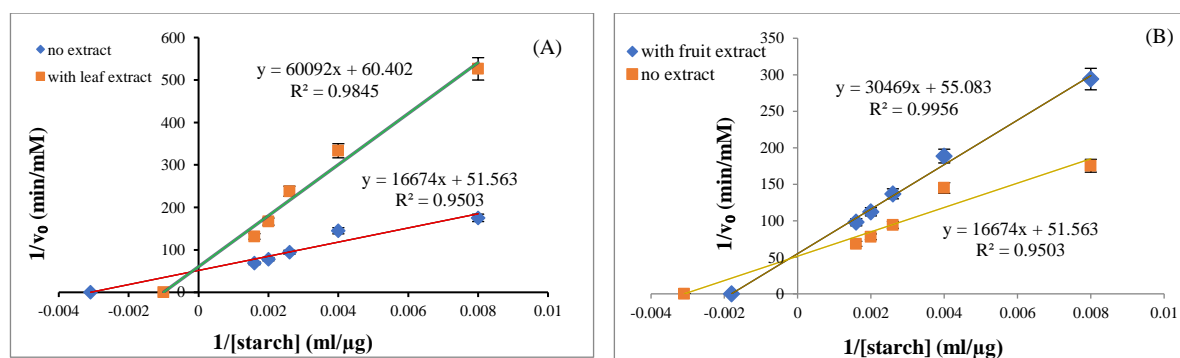 (A)
no extract
with leaf extract
y = 60092x + 60.402
R² = 0.9845
y = 16674x + 51.563
R² = 0.9503
1/v₀ (min/mM)
600
500
400
300
200
100
0
-0.004 -0.002 0 0.002 0.004 0.006 0.008 0.01
1/[starch] (ml/µg)
(B)
with fruit extract
no extract
y = 30469x + 55.083
R² = 0.9956
y = 16674x + 51.563
R² = 0.9503
1/v₀ (min/mM)
350
300
250
200
150
100
50
0
-0.004 -0.002 0 0.002 0.004 0.006 0.008 0.01
1/[starch] (ml/µg)